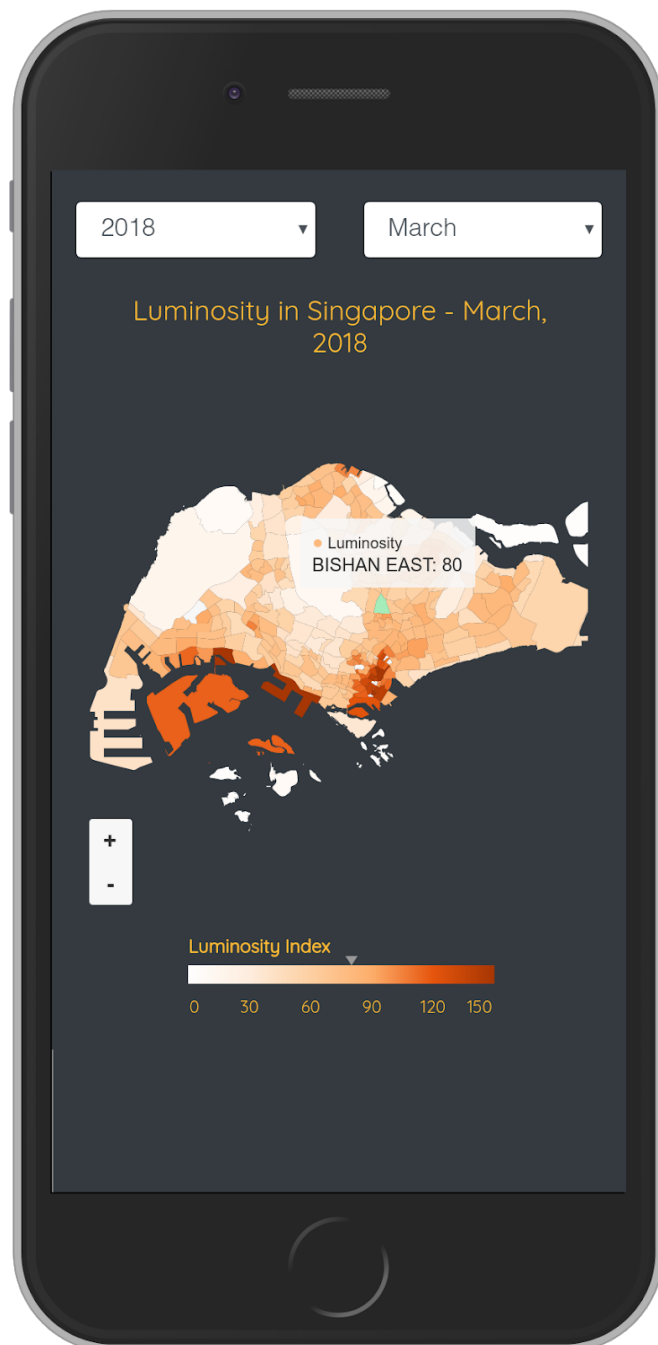 2018
March
Luminosity in Singapore - March,
2018
Luminosity
BISHAN EAST: 80
+
-
Luminosity Index
0 30 60 90 120 150